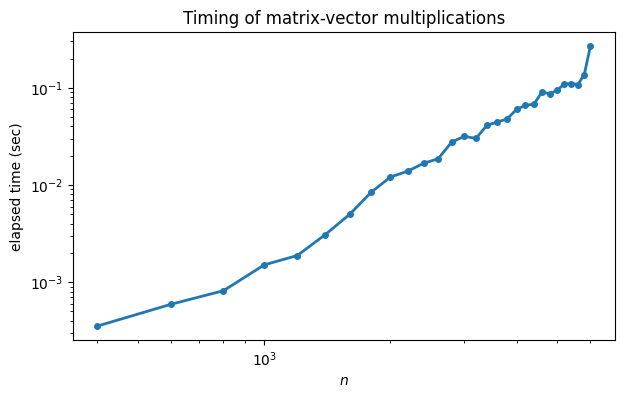 Timing of matrix-vector multiplications
10⁻¹
10⁻²
10⁻³
elapsed time (sec)
10³
n